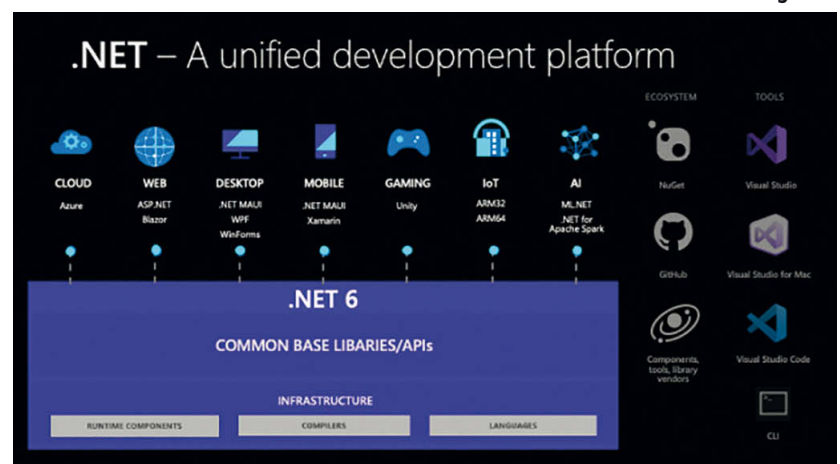 .NET – A unified development platform
ECOSYSTEM
TOOLS
CLOUD
Azure
WEB
ASP.NET
Blazor
DESKTOP
.NET MAUI
WPF
WinForms
MOBILE
.NET MAUI
Xamarin
GAMING
Unity
IoT
ARM32
ARM64
AI
ML.NET
.NET for
Apache Spark
NuGet
Visual Studio
GitHub
Visual Studio for Mac
Components,
tools, library
vendors
Visual Studio Code
CLI
.NET 6
COMMON BASE LIBARIES/APIs
INFRASTRUCTURE
RUNTIME COMPONENTS
COMPILERS
LANGUAGES